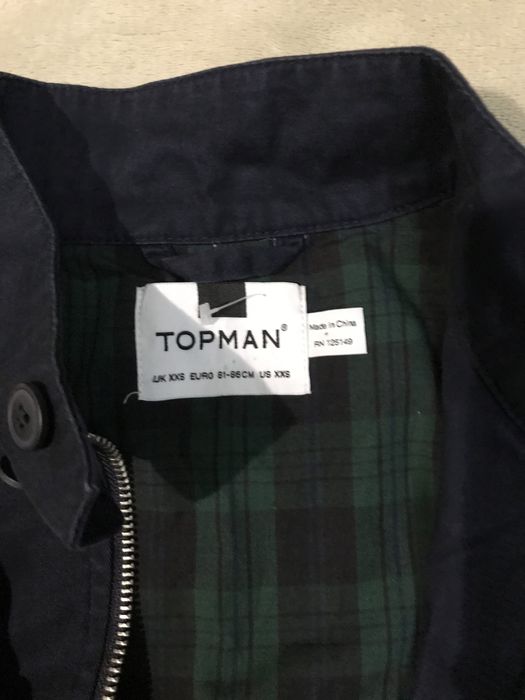 TOPMAN®
UK XXS EURO 81-86CM US XXS
Made in China
RN 125149